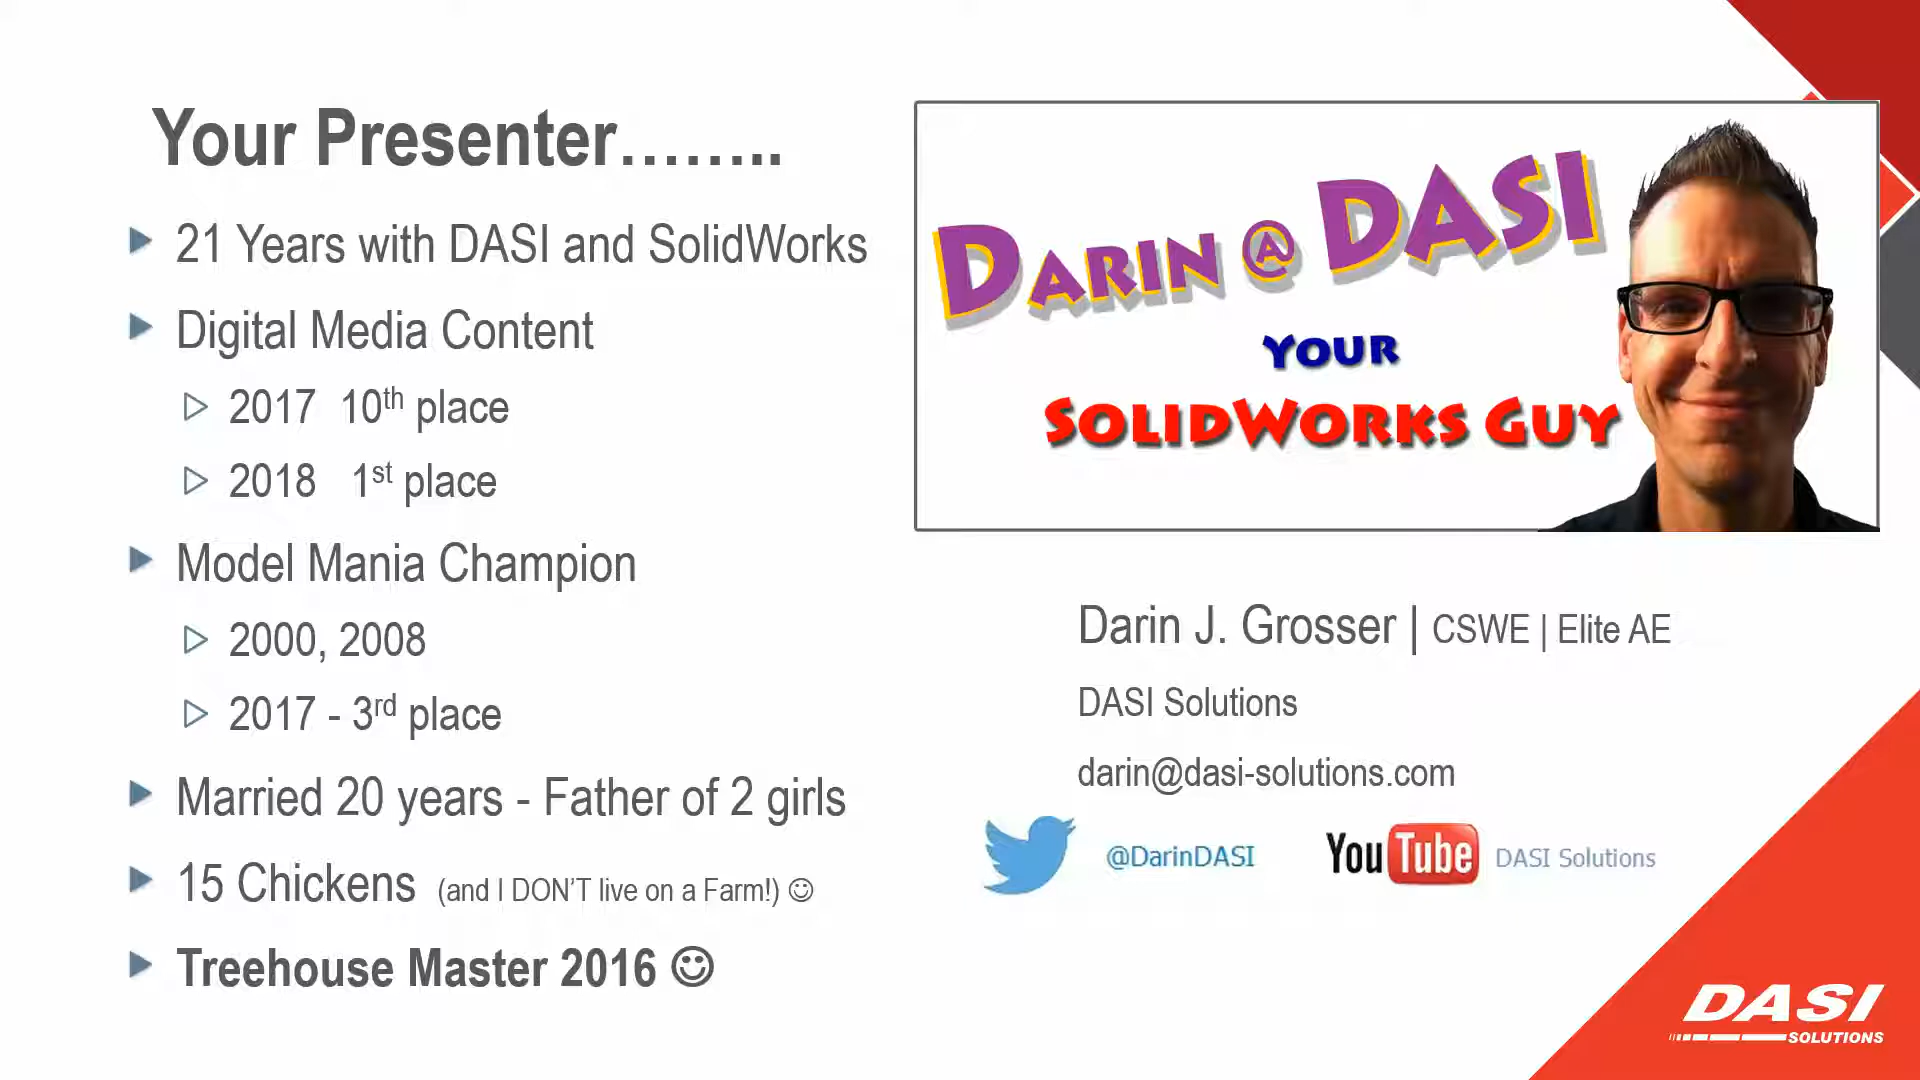 Your Presenter……..
21 Years with DASI and SolidWorks
Digital Media Content
2017 10th place
2018 1st place
Model Mania Champion
2000, 2008
2017 - 3rd place
Married 20 years - Father of 2 girls
15 Chickens (and I DON'T live on a Farm!) ☺
Treehouse Master 2016 ☺
DARIN @ DASI
YOUR
SOLIDWORKS GUY
Darin J. Grosser | CSWE | Elite AE
DASI Solutions
darin@dasi-solutions.com
@DarinDASI
YouTube DASI Solutions
DASI
SOLUTIONS